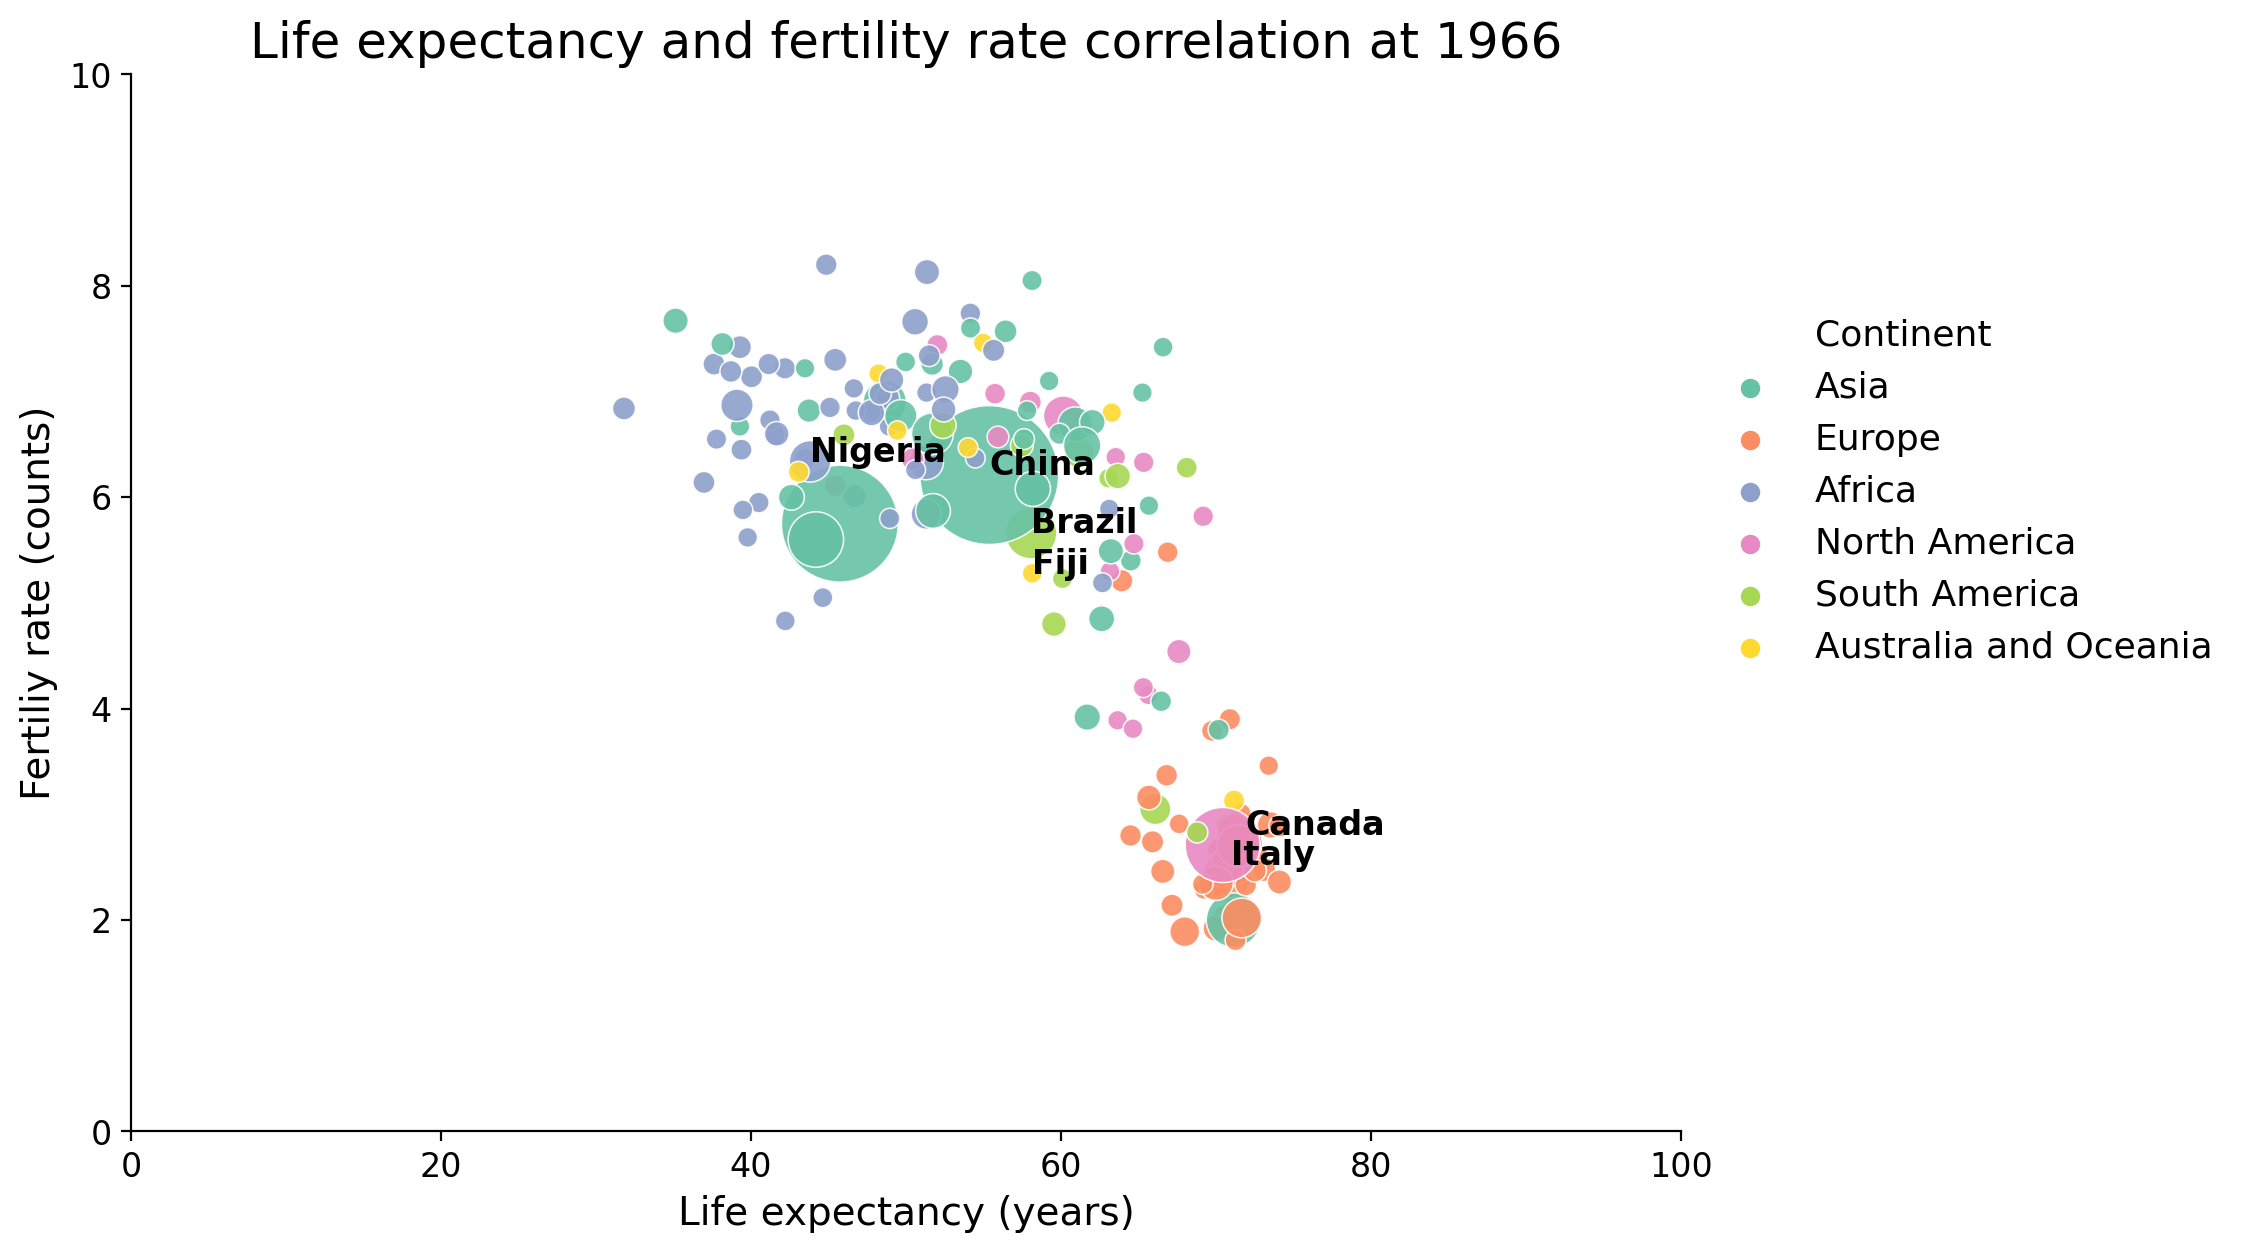 Life expectancy and fertility rate correlation at 1966
10
8
6
4
2
0
Fertiliy rate (counts)
0 20 40 60 80 100
Life expectancy (years)
Nigeria
China
Brazil
Fiji
Canada
Italy
Continent
Asia
Europe
Africa
North America
South America
Australia and Oceania